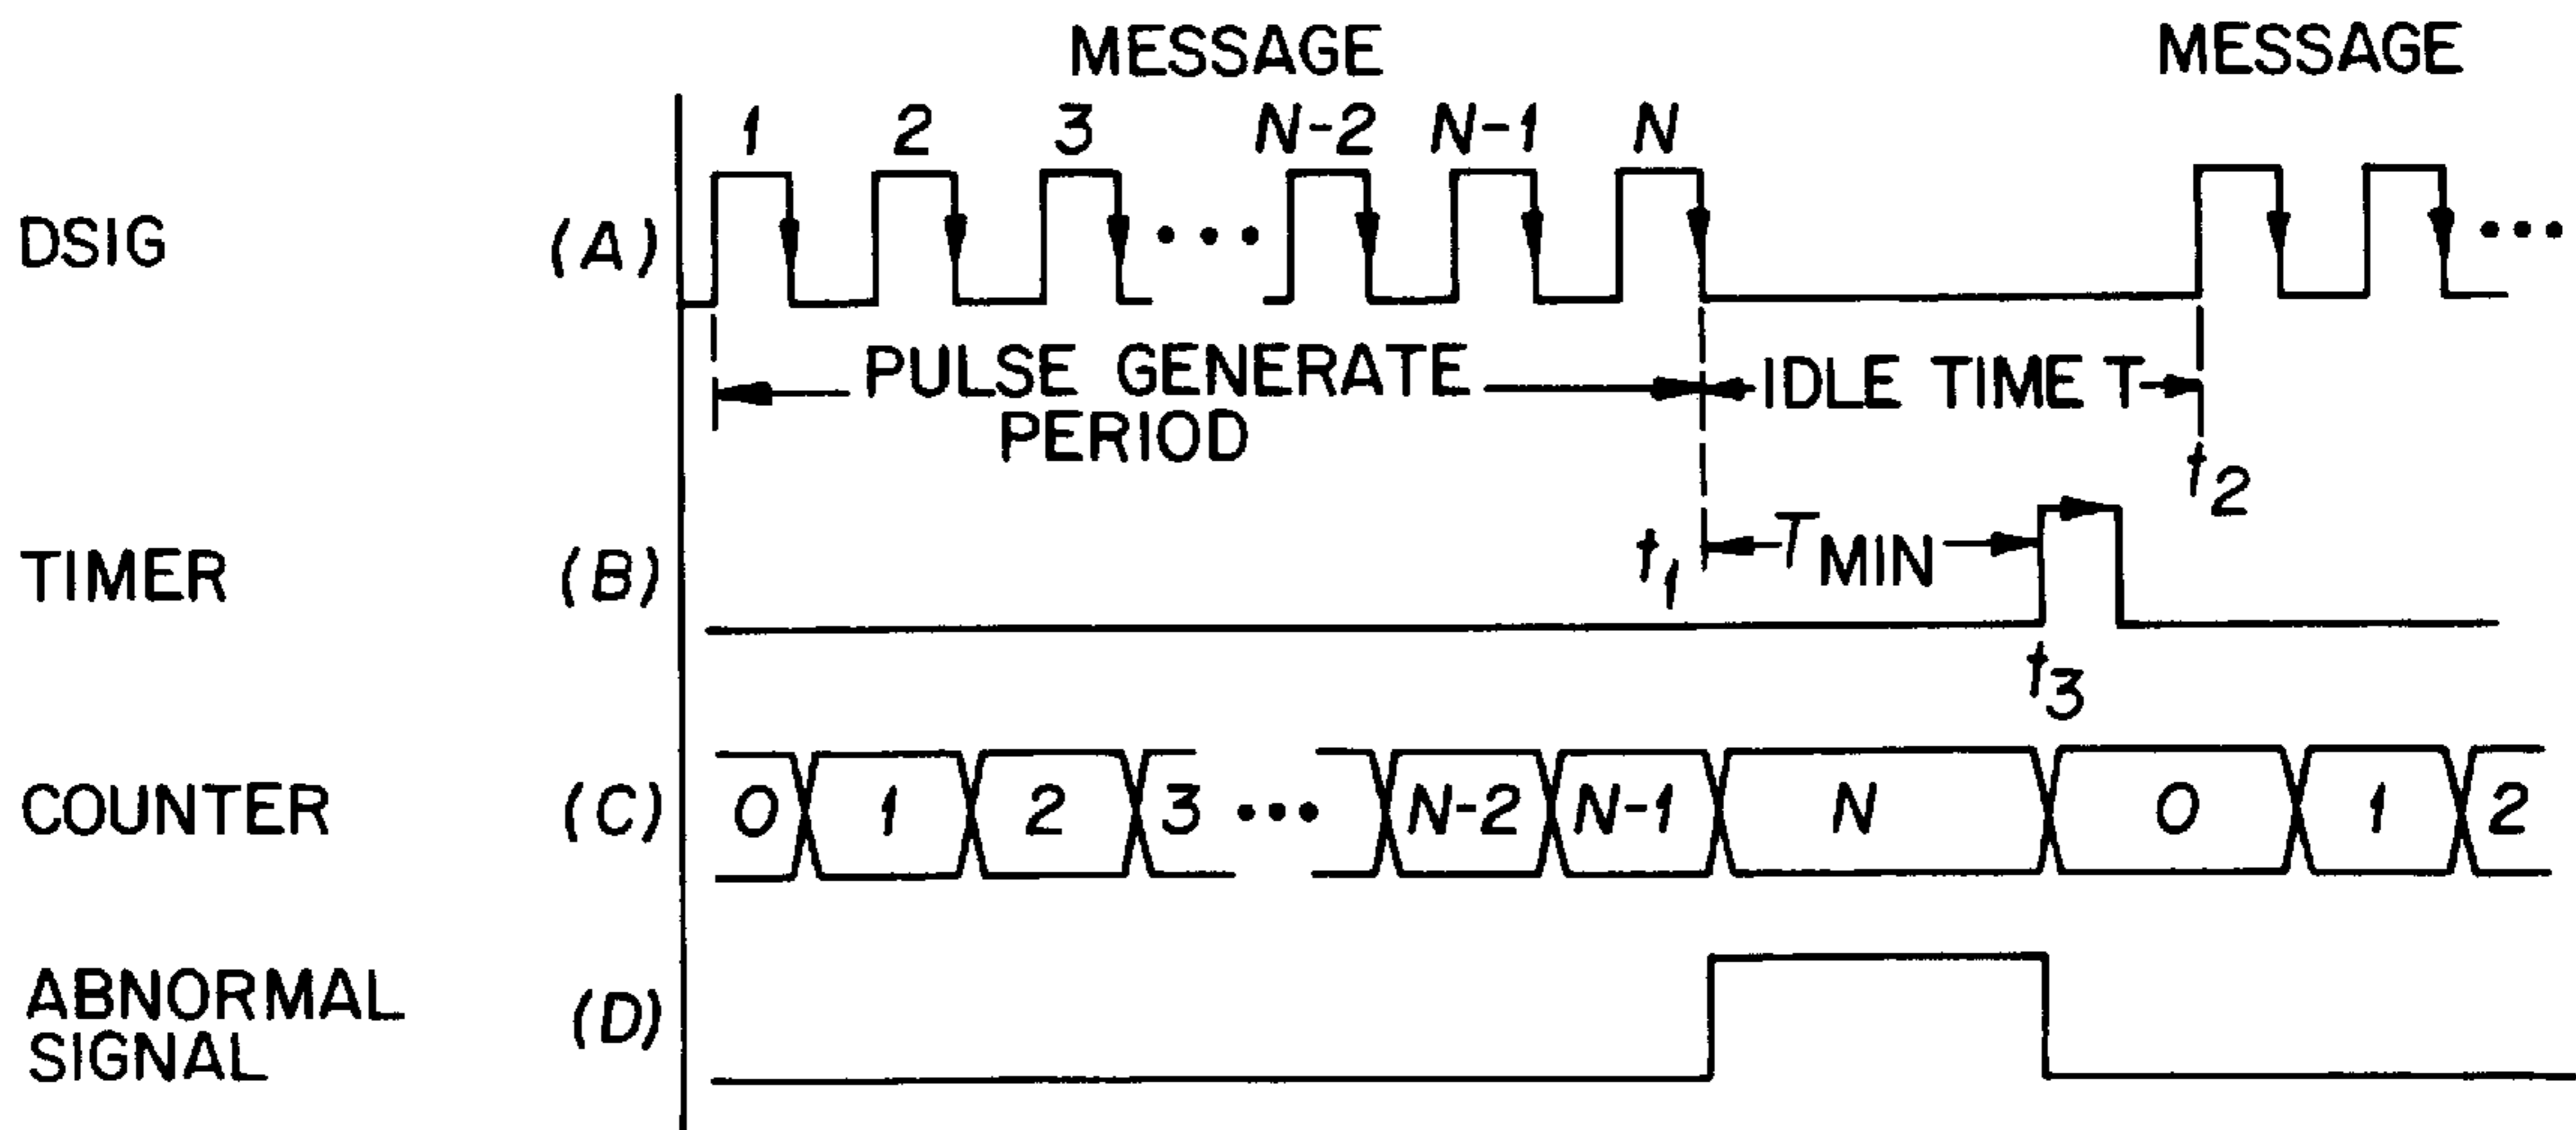 MESSAGE MESSAGE
1 2 3 N-2 N-1 N
DSIG (A) ••• •••
PULSE GENERATE PERIOD
IDLE TIME T
t2
TIMER (B) t1 TMIN
t3
COUNTER (C) 0 1 2 3 ••• N-2 N-1 N 0 1 2
ABNORMAL SIGNAL (D)